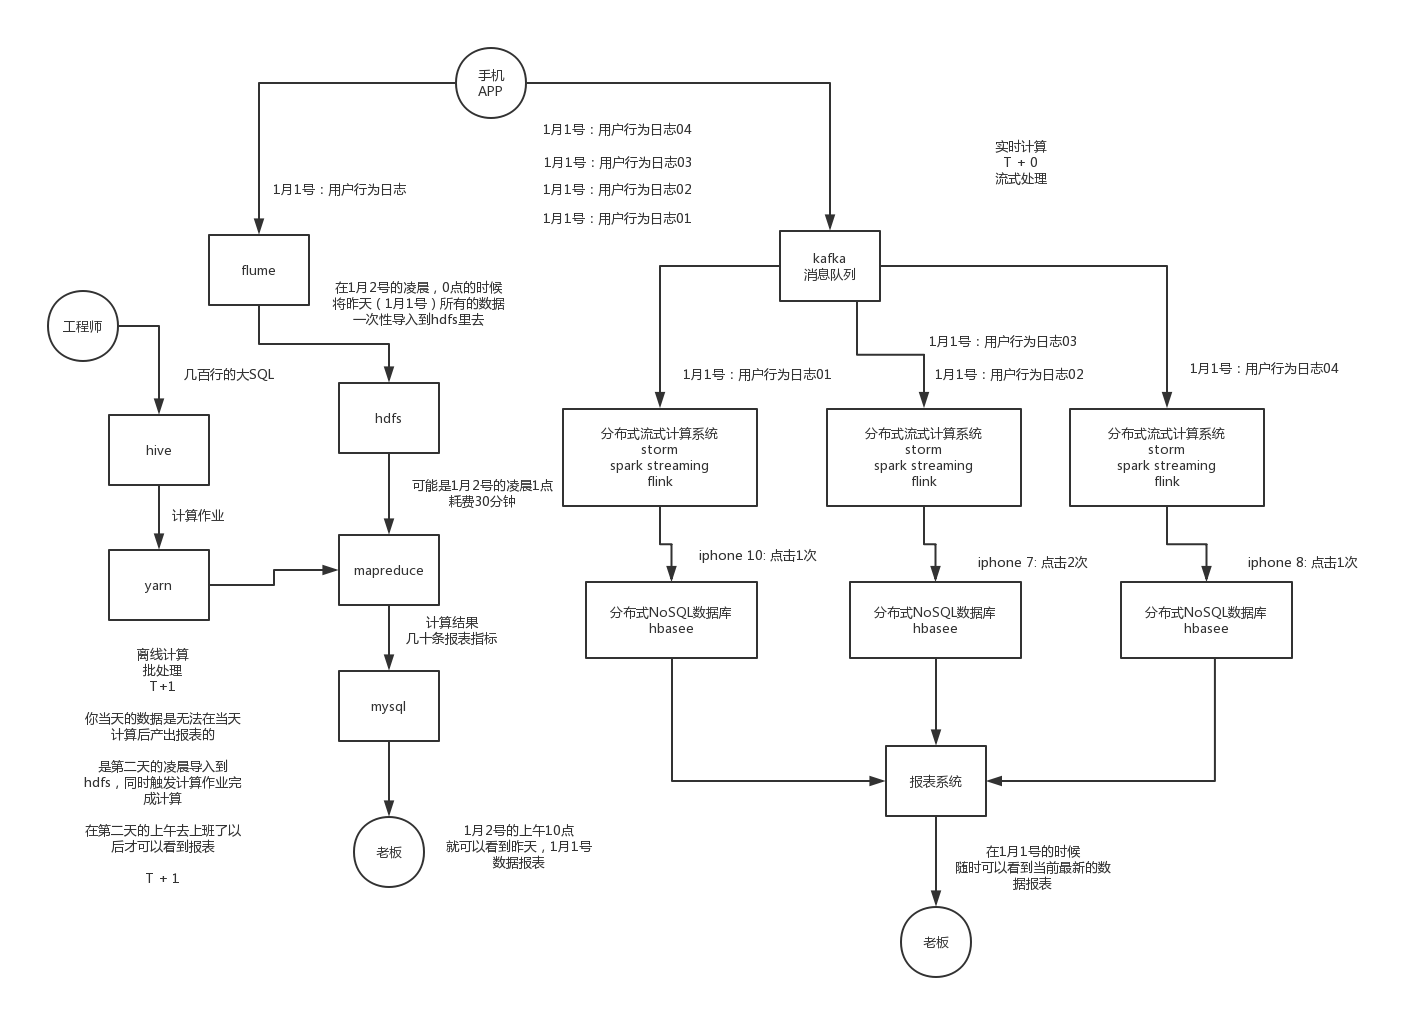 手机
APP
1月1号：用户行为日志04
1月1号：用户行为日志03
1月1号：用户行为日志02
1月1号：用户行为日志01
1月1号：用户行为日志
实时计算
T + 0
流式处理
flume
kafka
消息队列
在1月2号的凌晨，0点的时候
将昨天（1月1号）所有的数据
一次性导入到hdfs里去
工程师
几百行的大SQL
hive
计算作业
yarn
hdfs
可能是1月2号的凌晨1点
耗费30分钟
mapreduce
计算结果
几十条报表指标
mysql
老板
1月2号的上午10点
就可以看到昨天，1月1号
数据报表
离线计算
批处理
T+1
你当天的数据是无法在当天
计算后产出报表的
是第二天的凌晨导入到
hdfs，同时触发计算作业完
成计算
在第二天的上午去上班了以
后才可以看到报表
T + 1
1月1号：用户行为日志01
1月1号：用户行为日志03
1月1号：用户行为日志02
1月1号：用户行为日志04
分布式流式计算系统
storm
spark streaming
flink
分布式流式计算系统
storm
spark streaming
flink
分布式流式计算系统
storm
spark streaming
flink
iphone 10: 点击1次
iphone 7: 点击2次
iphone 8: 点击1次
分布式NoSQL数据库
hbasee
分布式NoSQL数据库
hbasee
分布式NoSQL数据库
hbasee
报表系统
在1月1号的时候
随时可以看到当前最新的数
据报表
老板